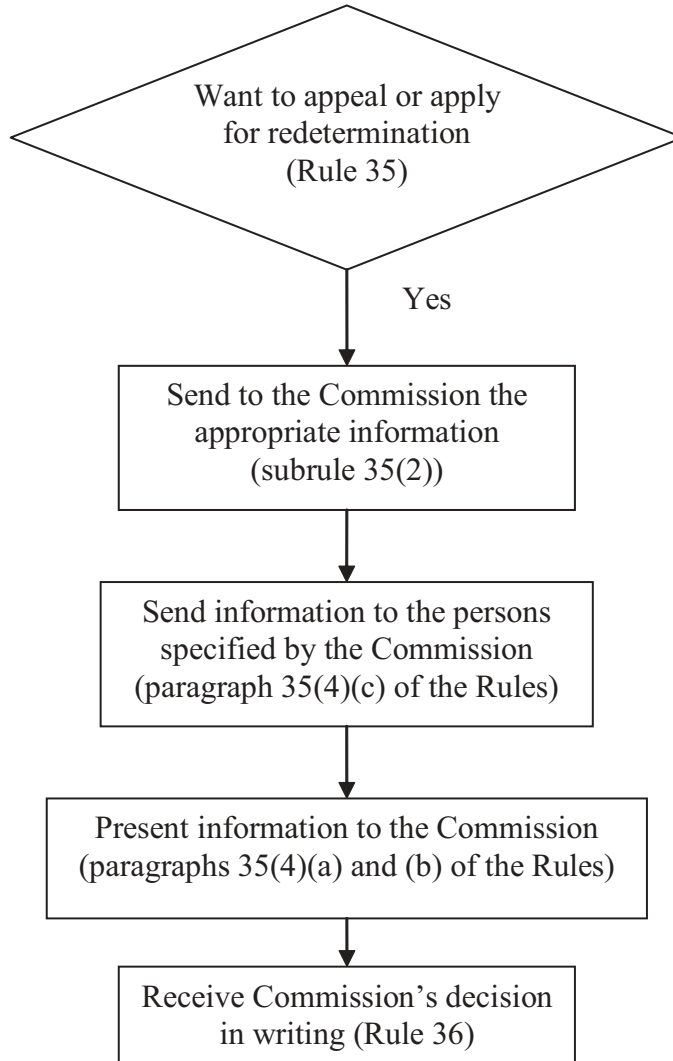 Want to appeal or apply
for redetermination
(Rule 35)
Yes
Send to the Commission the
appropriate information
(subrule 35(2))
Send information to the persons
specified by the Commission
(paragraph 35(4)(c) of the Rules)
Present information to the Commission
(paragraphs 35(4)(a) and (b) of the Rules)
Receive Commission’s decision
in writing (Rule 36)